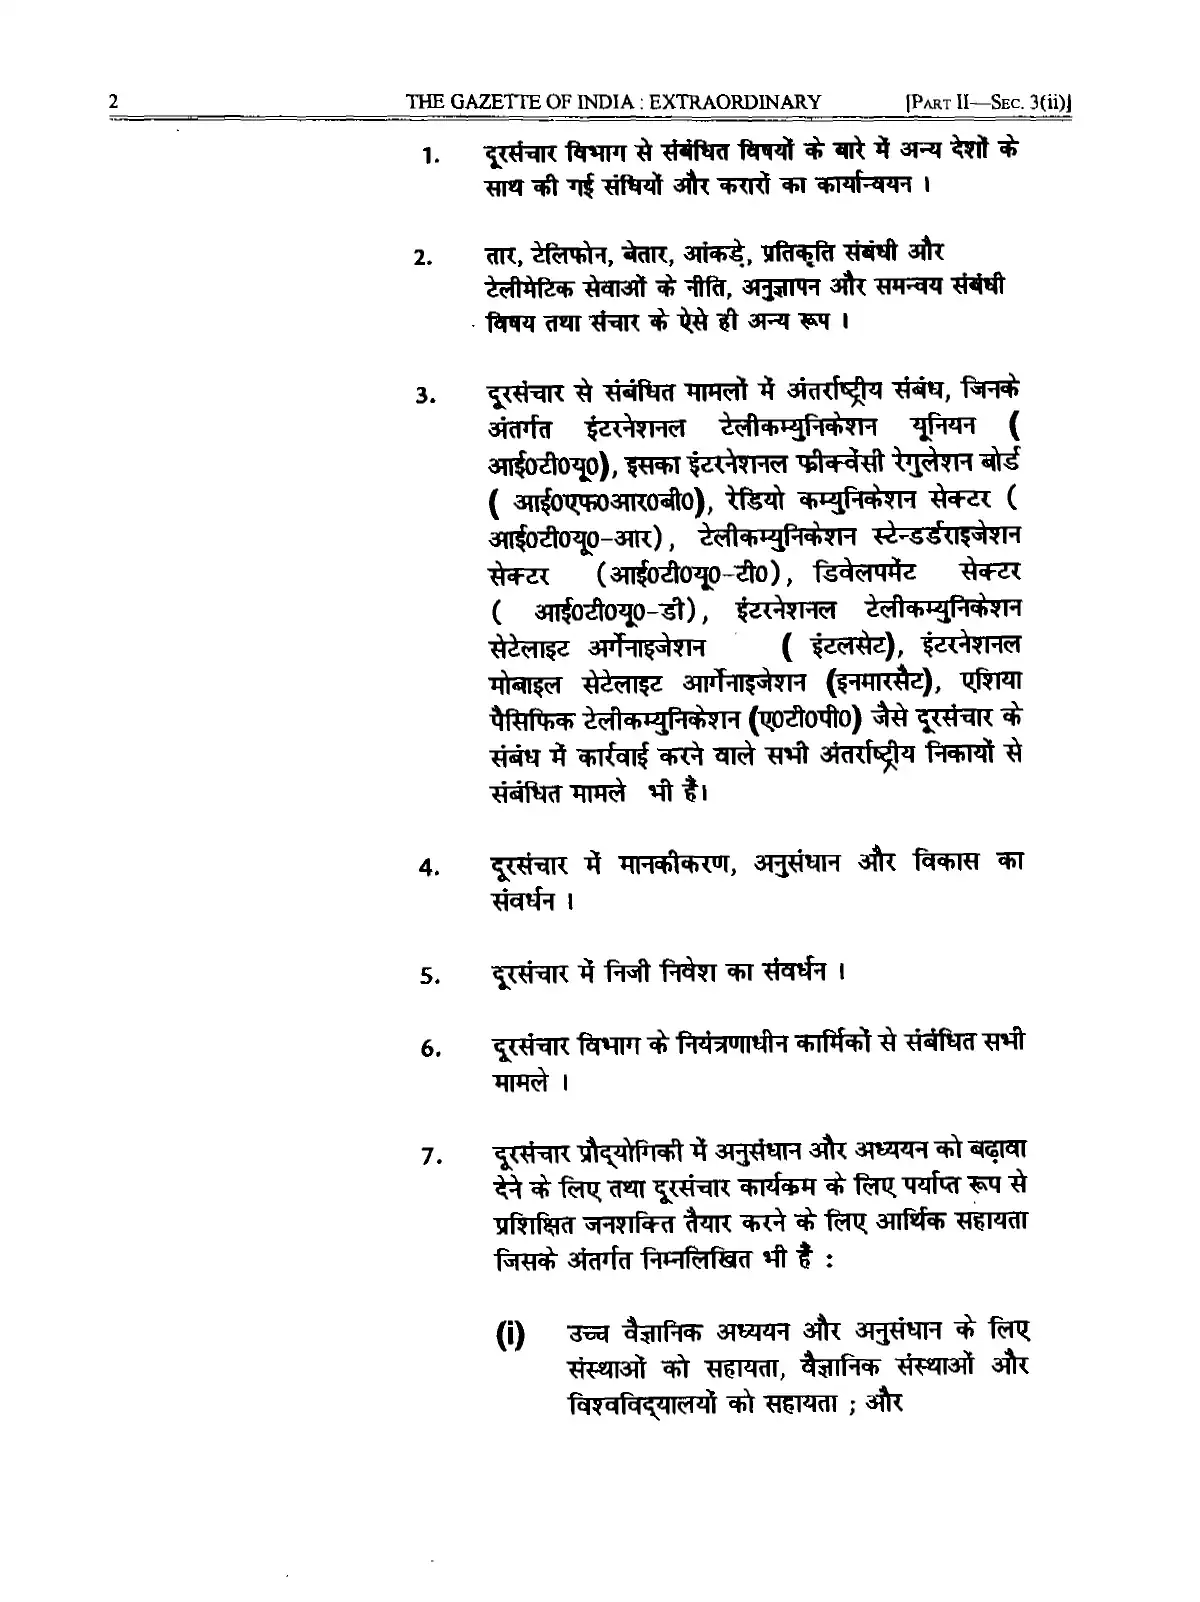 2 THE GAZETTE OF INDIA : EXTRAORDINARY [PART II—SEC. 3(ii)]
1. दूरसंचार विभाग से संबंधित विषयों के बारे में अन्य देशों के
साथ की गई संधियों और करारों का कार्यान्वयन ।
2. तार, टेलिफोन, बेतार, आंकड़े, प्रतिकृति संबंधी और
टेलीमेटिक सेवाओं के नीति, अनुज्ञापन और समन्वय संबंधी
विषय तथा संचार के ऐसे ही अन्य रूप ।
3. दूरसंचार से संबंधित मामलों में अंतर्राष्ट्रीय संबंध, जिनके
अंतर्गत इंटरनेशनल टेलीकम्युनिकेशन यूनियन (
आई0टी0यू0), इसका इंटरनेशनल फ्रीक्वेंसी रेगुलेशन बोर्ड
( आई0एफ0आर0बी0), रेडियो कम्युनिकेशन सेक्टर (
आई0टी0यू0-आर), टेलीकम्युनिकेशन स्टेन्डर्डराइजेशन
सेक्टर (आई0टी0यू0-टी0), डिवेलपमेंट सेक्टर
( आई0टी0यू0-डी), इंटरनेशनल टेलीकम्युनिकेशन
सेटेलाइट अर्गेनाइजेशन ( इंटलसेट), इंटरनेशनल
मोबाइल सेटेलाइट आर्गेनाइजेशन (इनमारसैट), एशिया
पैसिफिक टेलीकम्युनिकेशन (ए0टी0पी0) जैसे दूरसंचार के
संबंध में कार्रवाई करने वाले सभी अंतर्राष्ट्रीय निकायों से
संबंधित मामले भी हैं।
4. दूरसंचार में मानकीकरण, अनुसंधान और विकास का
संवर्धन ।
5. दूरसंचार में निजी निवेश का संवर्धन ।
6. दूरसंचार विभाग के नियंत्रणाधीन कार्मिकों से संबंधित सभी
मामले ।
7. दूरसंचार प्रौद्योगिकी में अनुसंधान और अध्ययन को बढ़ावा
देने के लिए तथा दूरसंचार कार्यकम के लिए पर्याप्त रूप से
प्रशिक्षित जनशक्ति तैयार करने के लिए आर्थिक सहायता
जिसके अंतर्गत निम्नलिखित भी हैं :
(i) उच्च वैज्ञानिक अध्ययन और अनुसंधान के लिए
संस्थाओं को सहायता, वैज्ञानिक संस्थाओं और
विश्वविद्यालयों को सहायता ; और